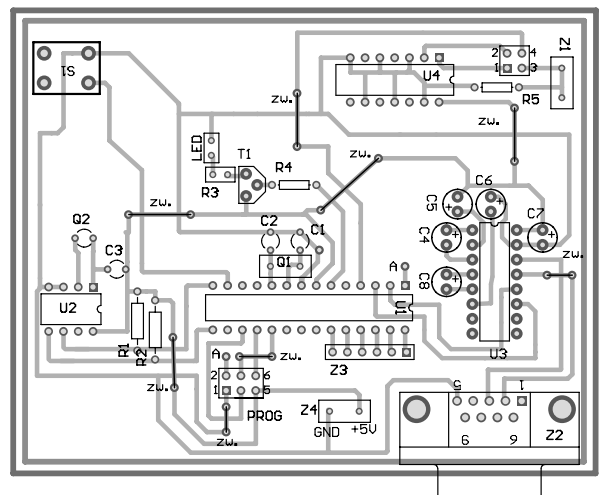 2 4
1 3
Z1
IS
U4
R5
zw.
zw.
LED
T1
zw.
R4
R3
C5
C6
zw.
Q2
C2
C1
C4
C7
C3
Q1
A
C8
U2
U1
R1
R2
A
zw.
Z3
U3
2 6
1 5
zw.
PROG
Z4
GND
+5V
zw.
5 1
9 6
Z2